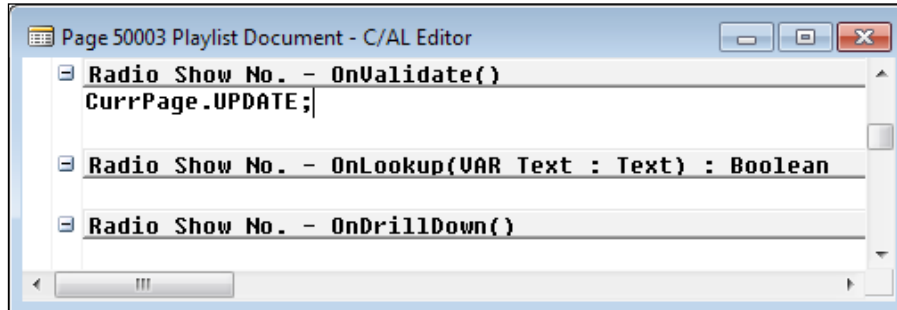 Page 50003 Playlist Document - C/AL Editor
Radio Show No. - OnValidate()
CurrPage.UPDATE;
Radio Show No. - OnLookup(VAR Text : Text) : Boolean
Radio Show No. - OnDrillDown()